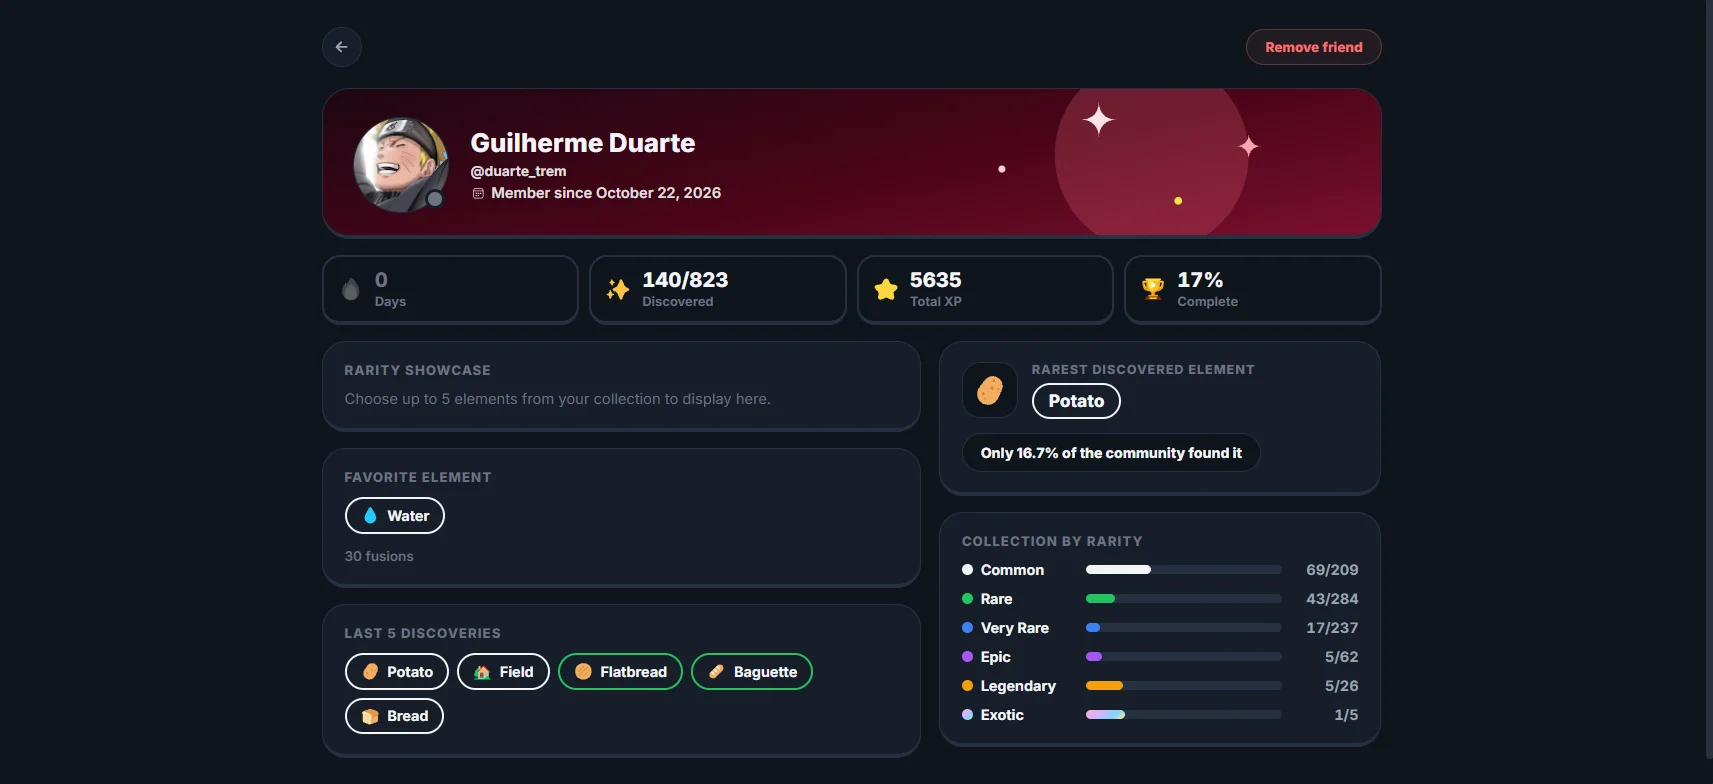 Remove friend
Guilherme Duarte
@duarte_trem
Member since October 22, 2026
0
Days
140/823
Discovered
5635
Total XP
17%
Complete
RARITY SHOWCASE
Choose up to 5 elements from your collection to display here.
FAVORITE ELEMENT
Water
30 fusions
LAST 5 DISCOVERIES
Potato
Field
Flatbread
Baguette
Bread
RAREST DISCOVERED ELEMENT
Potato
Only 16.7% of the community found it
COLLECTION BY RARITY
Common 69/209
Rare 43/284
Very Rare 17/237
Epic 5/62
Legendary 5/26
Exotic 1/5